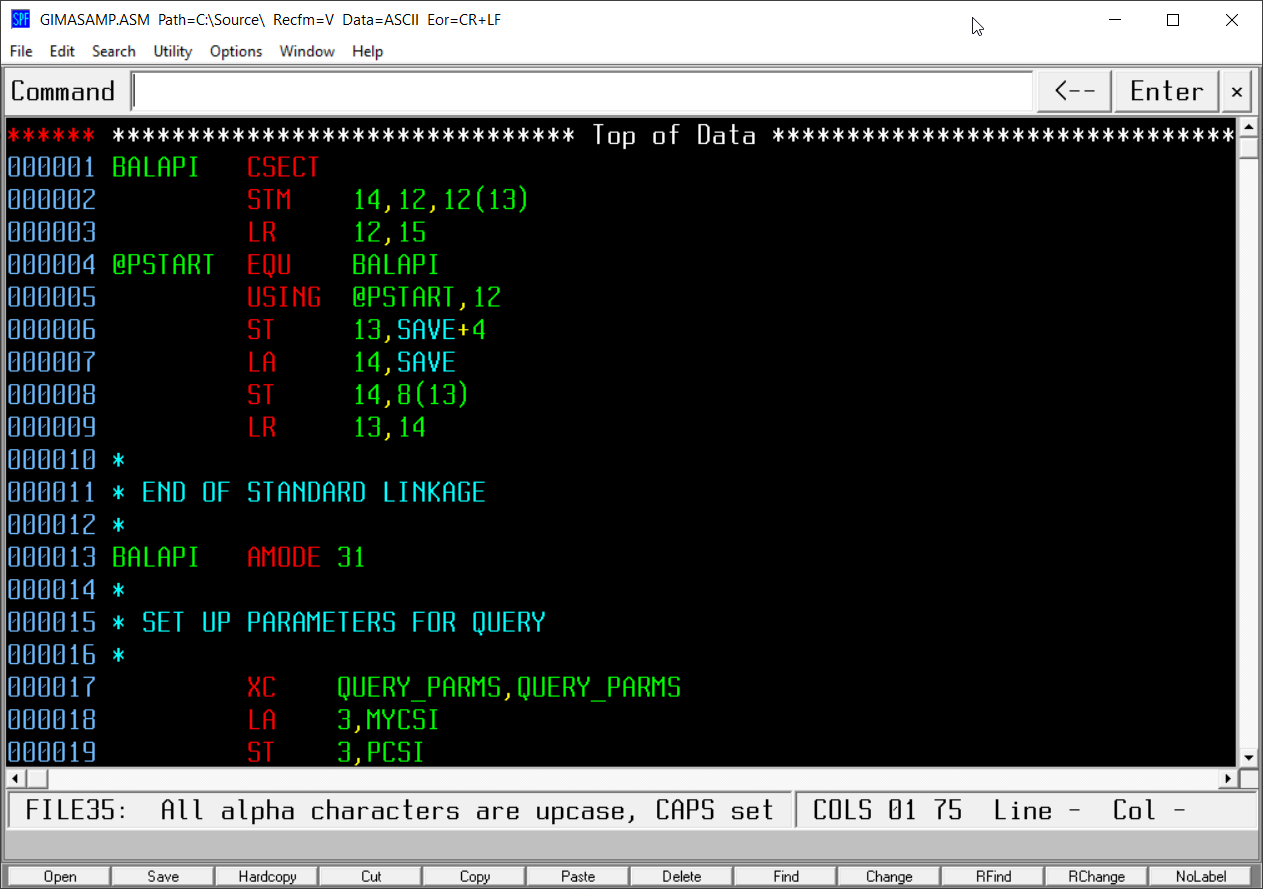 SPF GIMASAMP.ASM Path=C:\Source\ Recfm=V Data=ASCII Eor=CR+LF
File Edit Search Utility Options Window Help
Command <-- Enter ×
****** ******************************* Top of Data *******************************
000001 BALAPI   CSECT
000002          STM    14,12,12(13)
000003          LR     12,15
000004 @PSTART  EQU    BALAPI
000005          USING  @PSTART,12
000006          ST     13,SAVE+4
000007          LA     14,SAVE
000008          ST     14,8(13)
000009          LR     13,14
000010 *
000011 * END OF STANDARD LINKAGE
000012 *
000013 BALAPI   AMODE 31
000014 *
000015 * SET UP PARAMETERS FOR QUERY
000016 *
000017          XC    QUERY_PARMS,QUERY_PARMS
000018          LA    3,MYCSI
000019          ST    3,PCSI
FILE35:  All alpha characters are upcase, CAPS set COLS 01 75  Line -  Col -
Open Save Hardcopy Cut Copy Paste Delete Find Change RFind RChange NoLabel